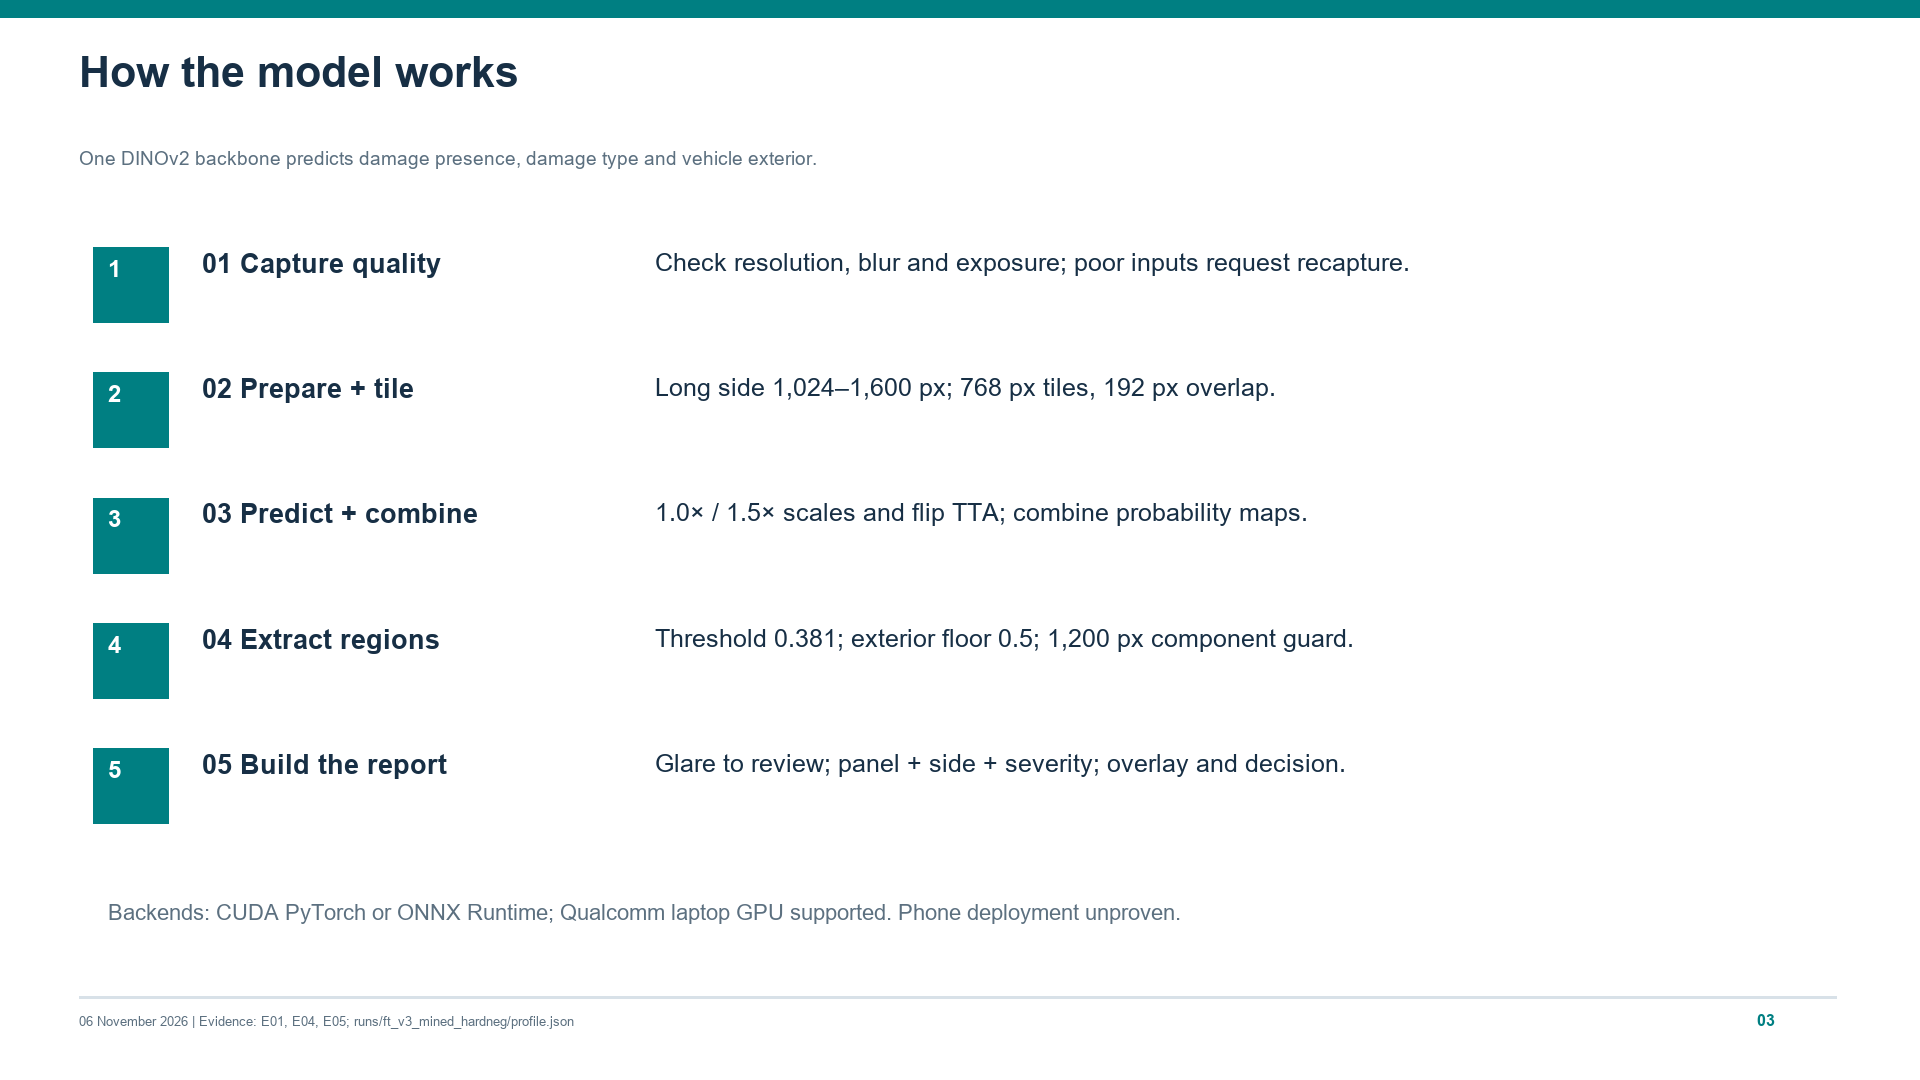 How the model works
One DINOv2 backbone predicts damage presence, damage type and vehicle exterior.
1 01 Capture quality Check resolution, blur and exposure; poor inputs request recapture.
2 02 Prepare + tile Long side 1,024–1,600 px; 768 px tiles, 192 px overlap.
3 03 Predict + combine 1.0× / 1.5× scales and flip TTA; combine probability maps.
4 04 Extract regions Threshold 0.381; exterior floor 0.5; 1,200 px component guard.
5 05 Build the report Glare to review; panel + side + severity; overlay and decision.
Backends: CUDA PyTorch or ONNX Runtime; Qualcomm laptop GPU supported. Phone deployment unproven.
06 November 2026 | Evidence: E01, E04, E05; runs/ft_v3_mined_hardneg/profile.json 03